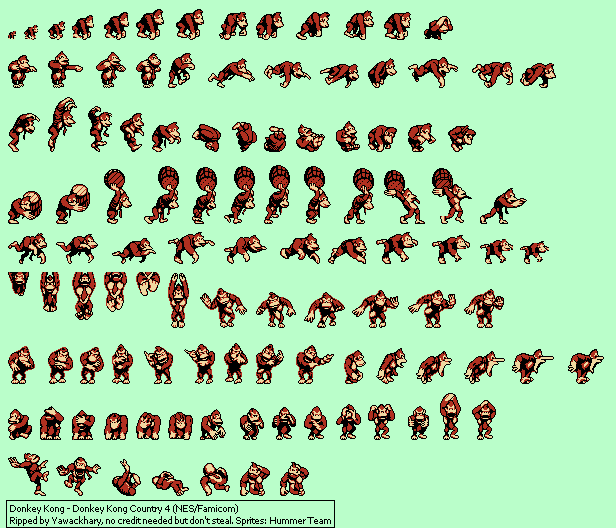 Donkey Kong - Donkey Kong Country 4 (NES/Famicom)
Ripped by Yawackhary, no credit needed but don't steal. Sprites: Hummer Team